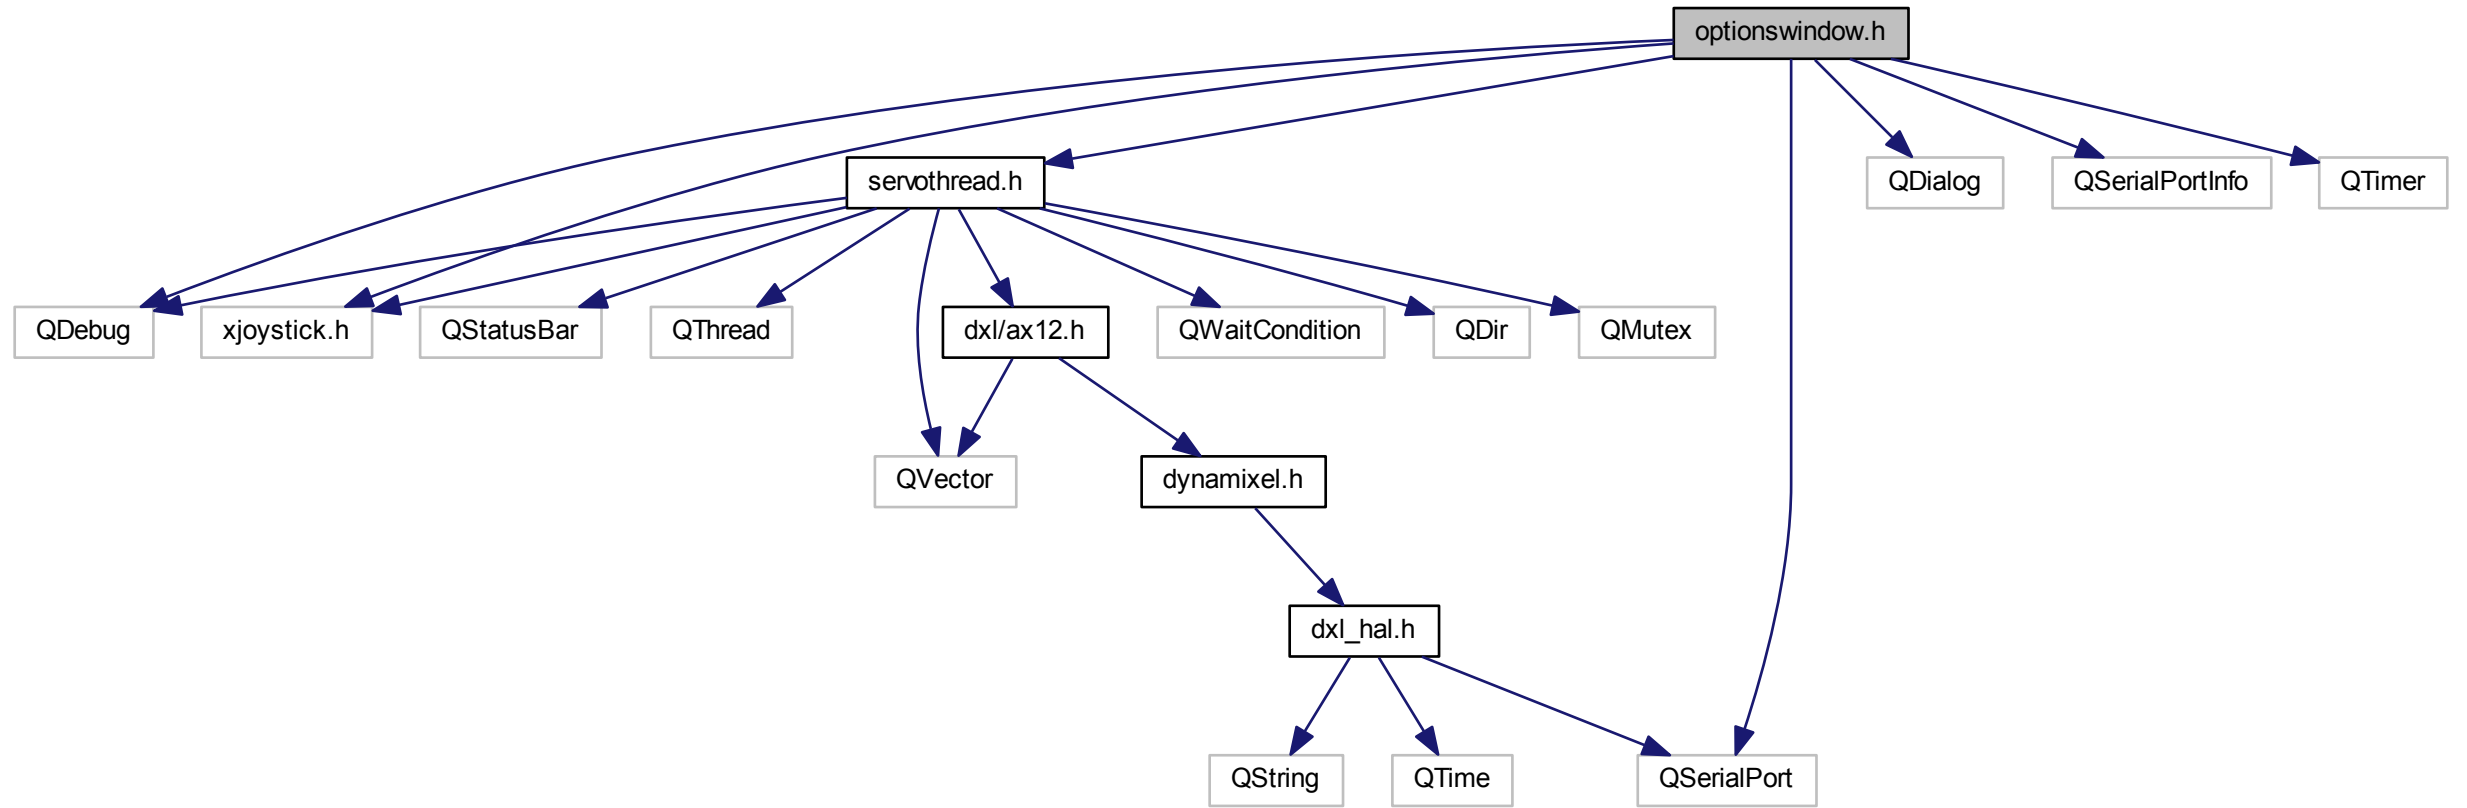 optionswindow.h
servothread.h
QDialog
QSerialPortInfo
QTimer
QDebug
xjoystick.h
QStatusBar
QThread
dxl/ax12.h
QWaitCondition
QDir
QMutex
QVector
dynamixel.h
dxl_hal.h
QString
QTime
QSerialPort